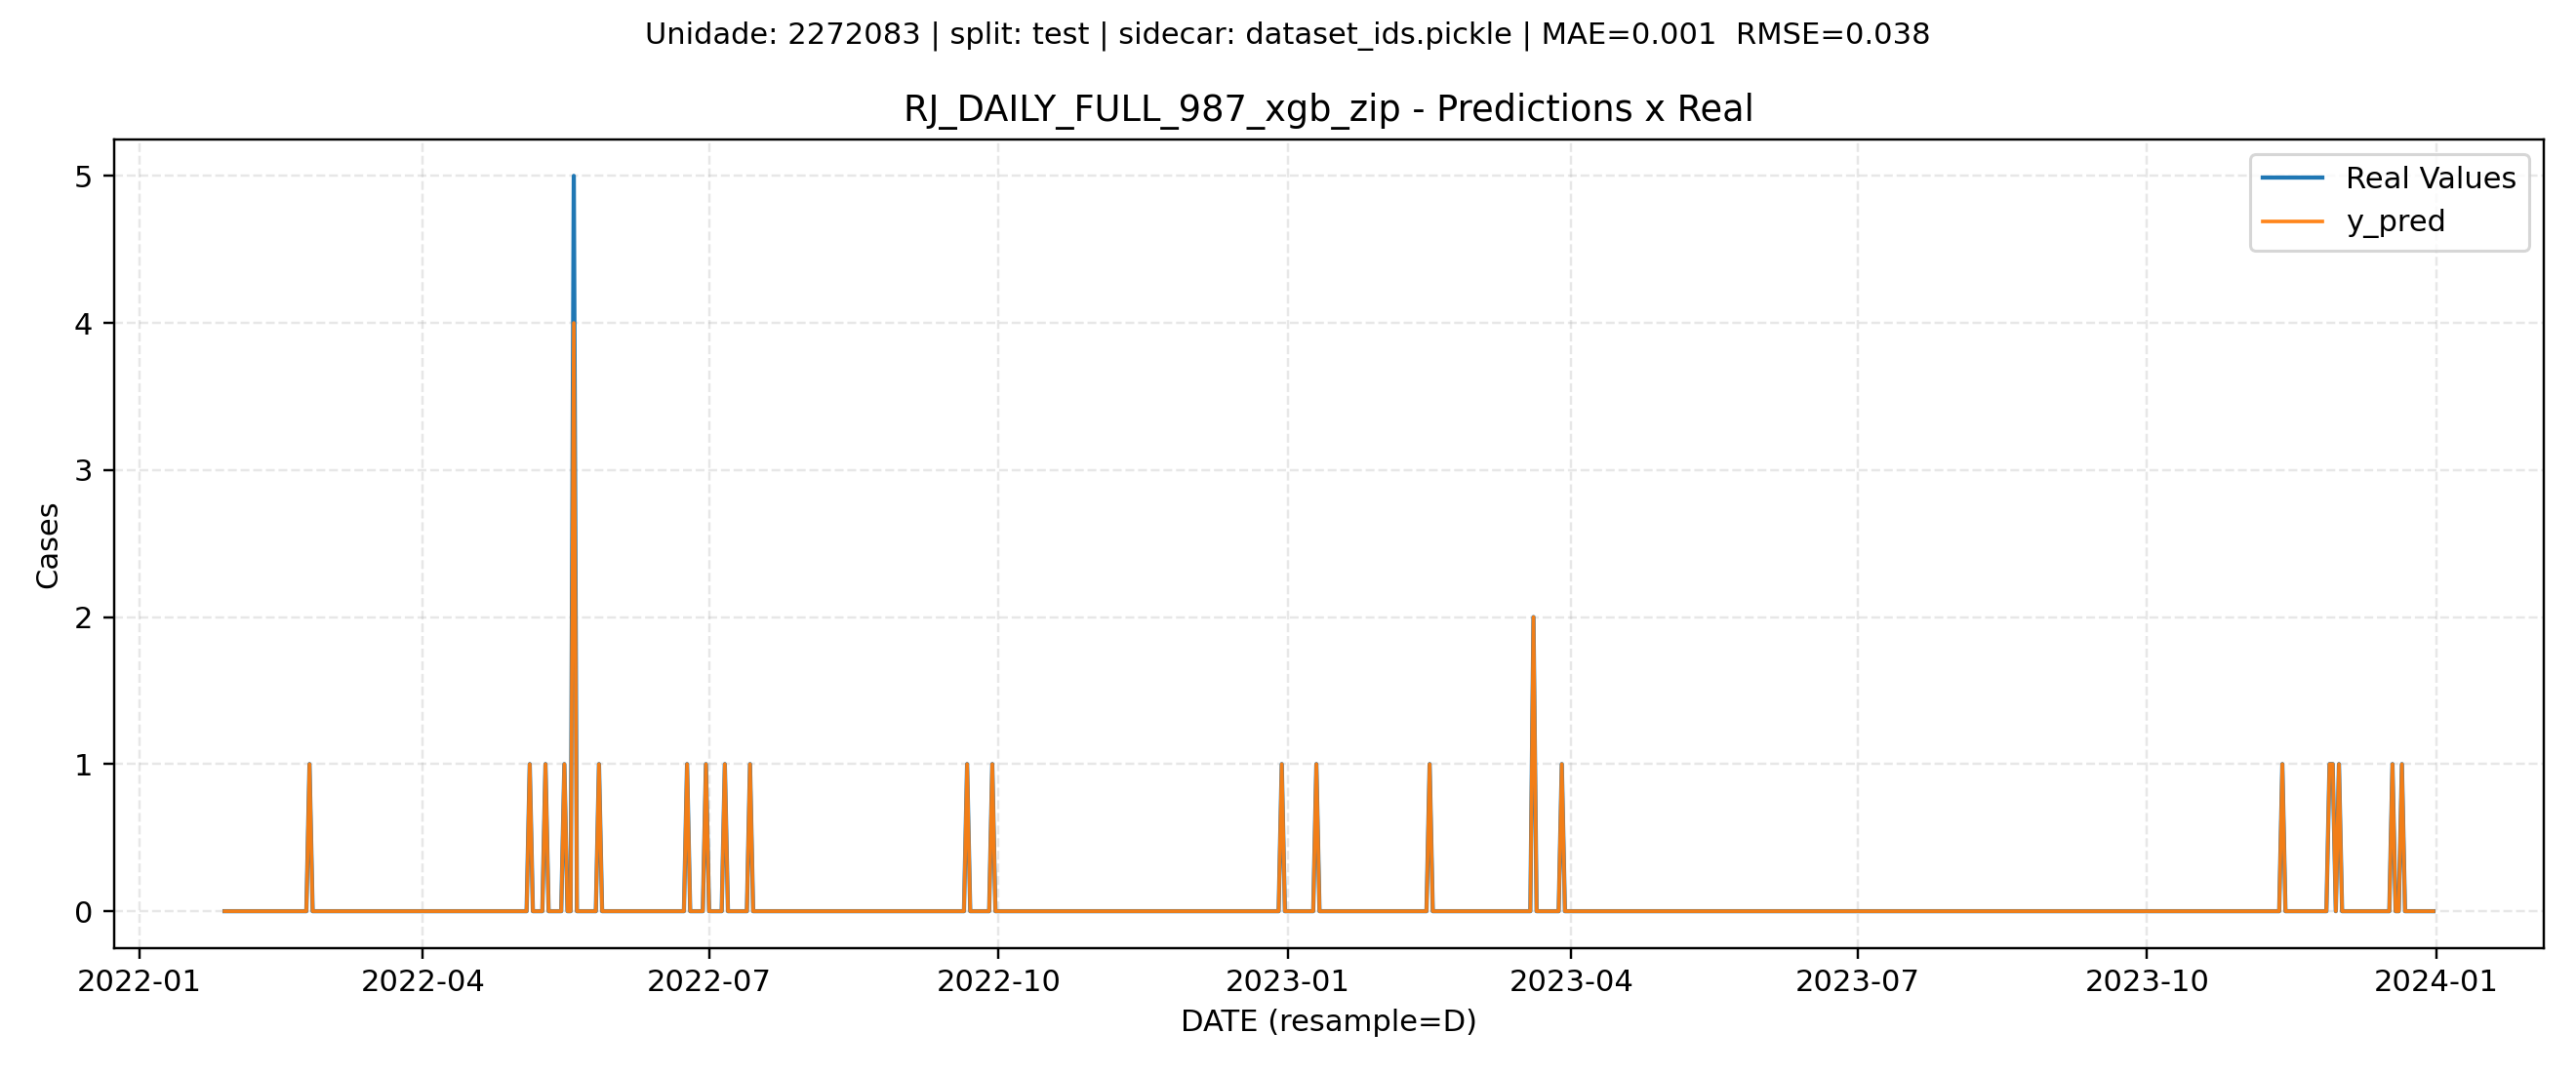 Unidade: 2272083 | split: test | sidecar: dataset_ids.pickle | MAE=0.001  RMSE=0.038
RJ_DAILY_FULL_987_xgb_zip - Predictions x Real
Real Values
y_pred
5
4
3
2
1
0
Cases
2022-01
2022-04
2022-07
2022-10
2023-01
2023-04
2023-07
2023-10
2024-01
DATE (resample=D)